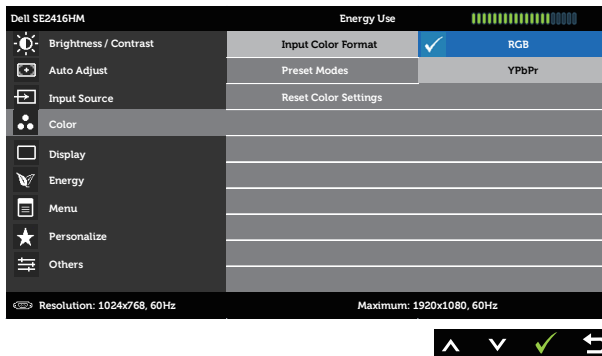 Dell SE2416HM Energy Use
Brightness / Contrast Input Color Format RGB
Auto Adjust Preset Modes YPbPr
Input Source Reset Color Settings
Color
Display
Energy
Menu
Personalize
Others
Resolution: 1024x768, 60Hz Maximum: 1920x1080, 60Hz